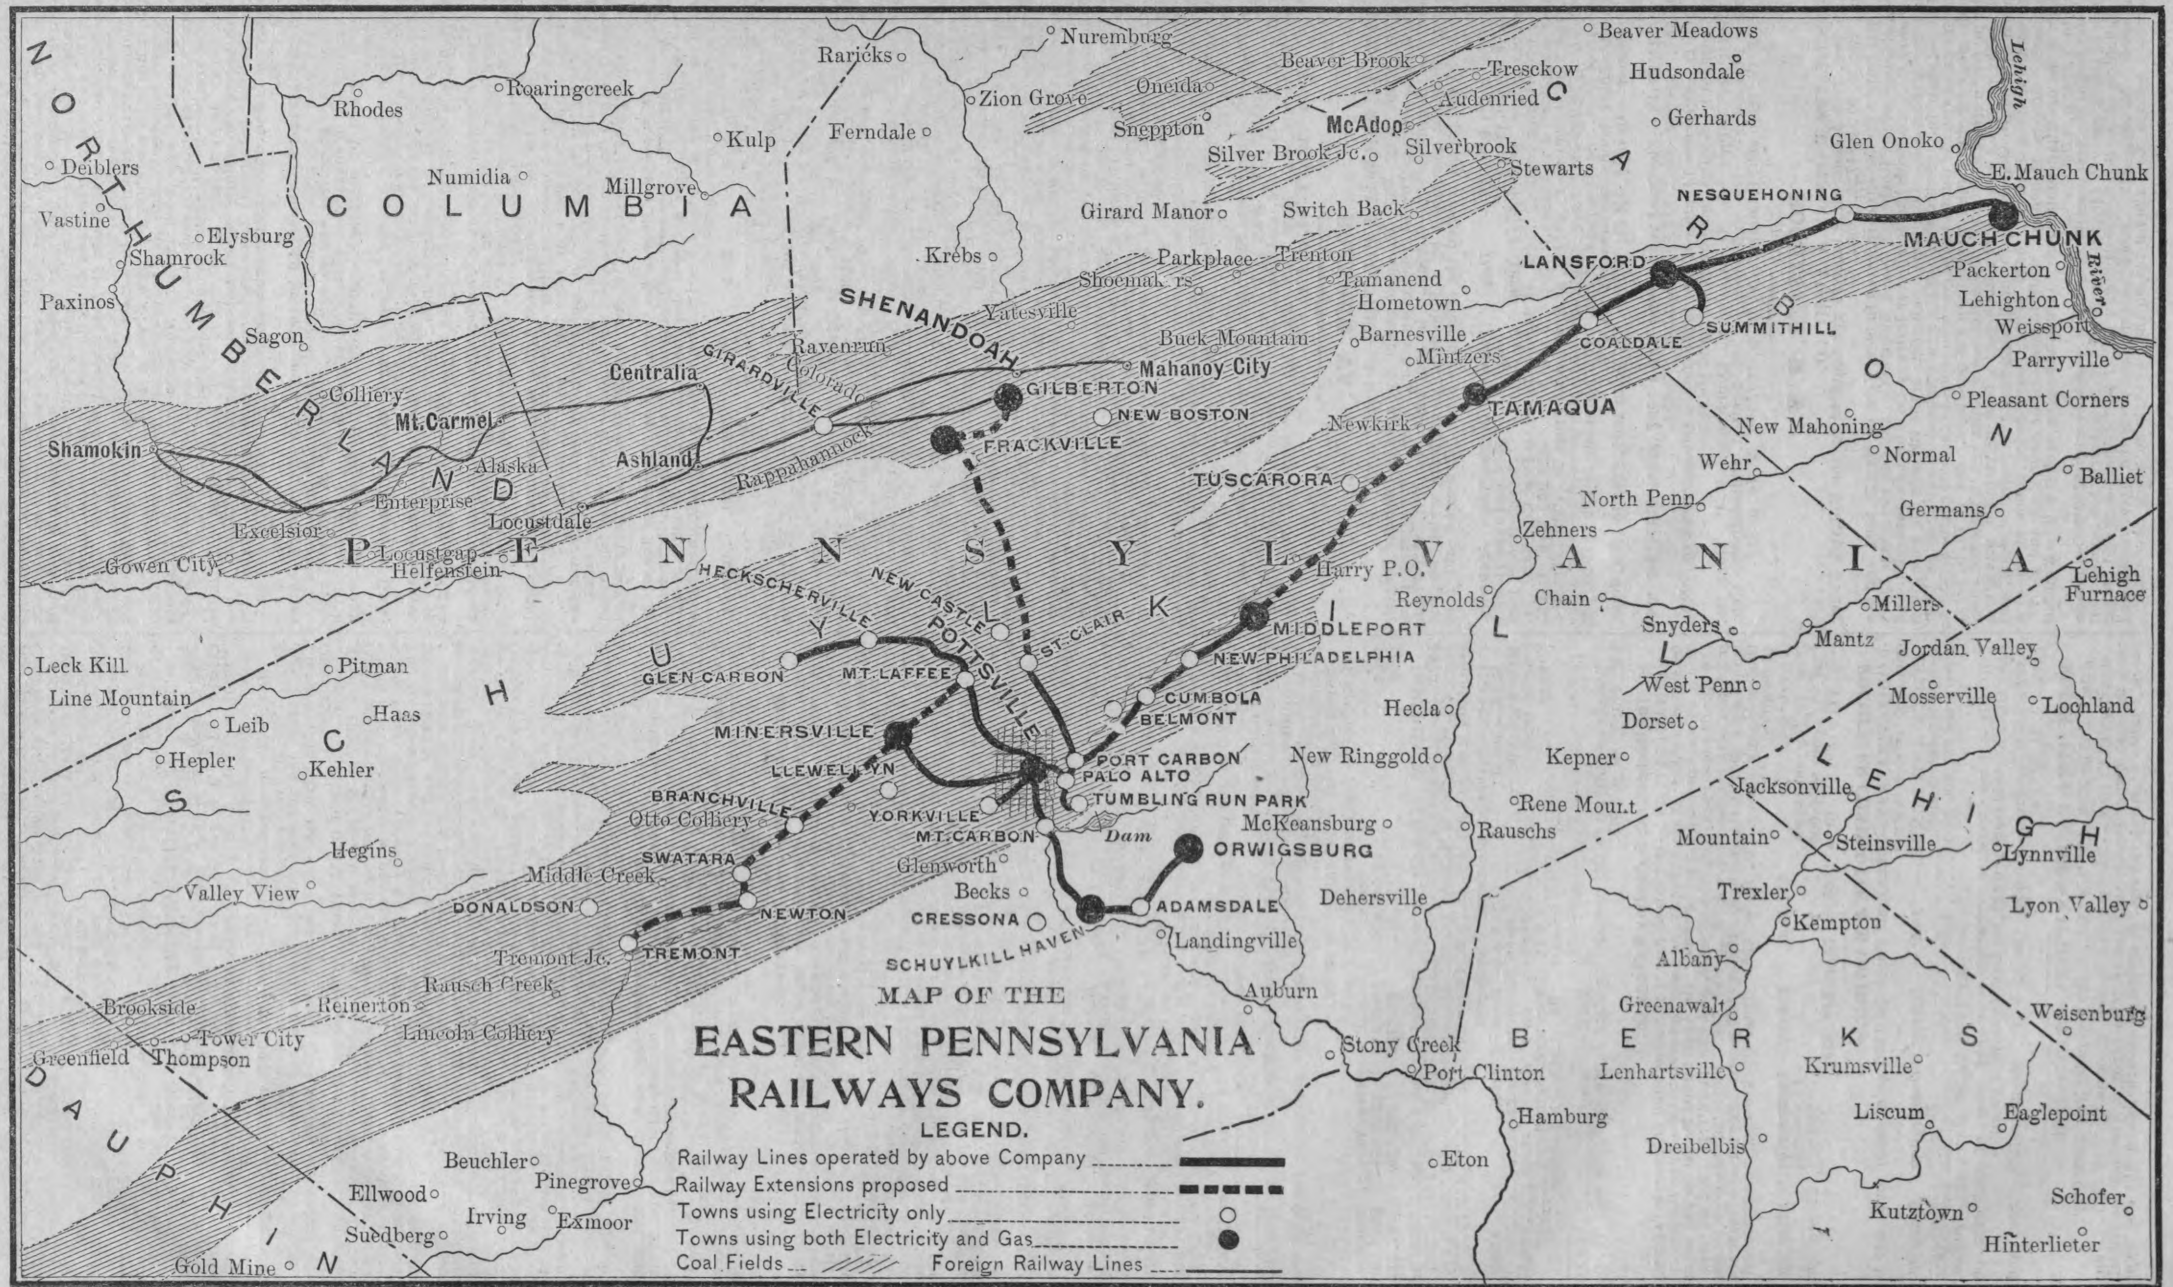 NORTHUMBERLAND
COLUMBIA
CARBON
SCHUYLKILL
PENNSYLVANIA
LEHIGH
BERKS
DAUPHIN
Rhodes
Roaringcreek
Raricks
Nuremburg
Zion Grove
Oneida
Sneppton
Beaver Brook
Beaver Meadows
Tresckow
Audenried
Hudsondale
Gerhards
McAdoo
Silver Brook Jc.
Silverbrook
Stewarts
Glen Onoko
Lehigh
River
E. Mauch Chunk
Deiblers
Vastine
Numidia
Millgrove
Kulp
Ferndale
Elysburg
Shamrock
Paxinos
Sagon
Krebs
Girard Manor
Switch Back
Parkplace
Trenton
Shoemakers
Tamanend
Hometown
Barnesville
Mintzers
NESQUEHONING
MAUCH CHUNK
LANSFORD
SUMMITHILL
COALDALE
TAMAQUA
Packerton
Lehighton
Weissport
Parryville
Pleasant Corners
New Mahoning
Normal
Wehr
North Penn
Balliet
Germans
Zehners
SHENANDOAH
Yatesville
Buck Mountain
Mahanoy City
GILBERTON
NEW BOSTON
FRACKVILLE
Ravenrun
Colorado
GIRARDVILLE
Rappahannock
Centralia
Ashland
Colliery
Mt. Carmel
Alaska
Shamokin
Enterprise
Excelsior
Locustdale
Locustgap
Helfenstein
Gowen City
Newkirk
TUSCARORA
Harry P.O.
Reynolds
Chain
Snyders
Millers
Mantz
Lehigh
Furnace
Jordan Valley
Mosserville
Lochland
West Penn
Dorset
Kepner
Hecla
New Ringgold
Rene Mount
Rauschs
McKeansburg
Dehersville
Jacksonville
Mountain
Steinsville
Lynnville
Trexler
Kempton
Lyon Valley
Albany
Greenawalt
Weisenburg
Lenhartsville
Krumsville
Liscum
Eaglepoint
Dreibelbis
Kutztown
Schofer
Hinterlieter
Eton
Hamburg
Port Clinton
Stony Creek
Auburn
Landingville
HECKSCHERVILLE
NEW CASTLE
ST. CLAIR
POTTSVILLE
GLEN CARBON
MT. LAFFEE
MIDDLEPORT
NEW PHILADELPHIA
CUMBOLA
BELMONT
PORT CARBON
PALO ALTO
TUMBLING RUN PARK
Dam
MINERSVILLE
LLEWELLYN
BRANCHVILLE
Otto Colliery
YORKVILLE
MT. CARBON
ORWIGSBURG
SWATARA
Middle Creek
Glenworth
Becks
CRESSONA
ADAMSDALE
SCHUYLKILL HAVEN
DONALDSON
NEWTON
TREMONT
Tremont Jc.
Rausch Creek
Reinerton
Lincoln Colliery
Leck Kill
Line Mountain
Pitman
Leib
Haas
Hepler
Kehler
Hegins
Valley View
Brookside
Tower City
Greenfield
Thompson
Beuchler
Pinegrove
Ellwood
Irving
Exmoor
Suedberg
Gold Mine
MAP OF THE
EASTERN PENNSYLVANIA
RAILWAYS COMPANY.
LEGEND.
Railway Lines operated by above Company
Railway Extensions proposed
Towns using Electricity only
Towns using both Electricity and Gas
Coal Fields Foreign Railway Lines